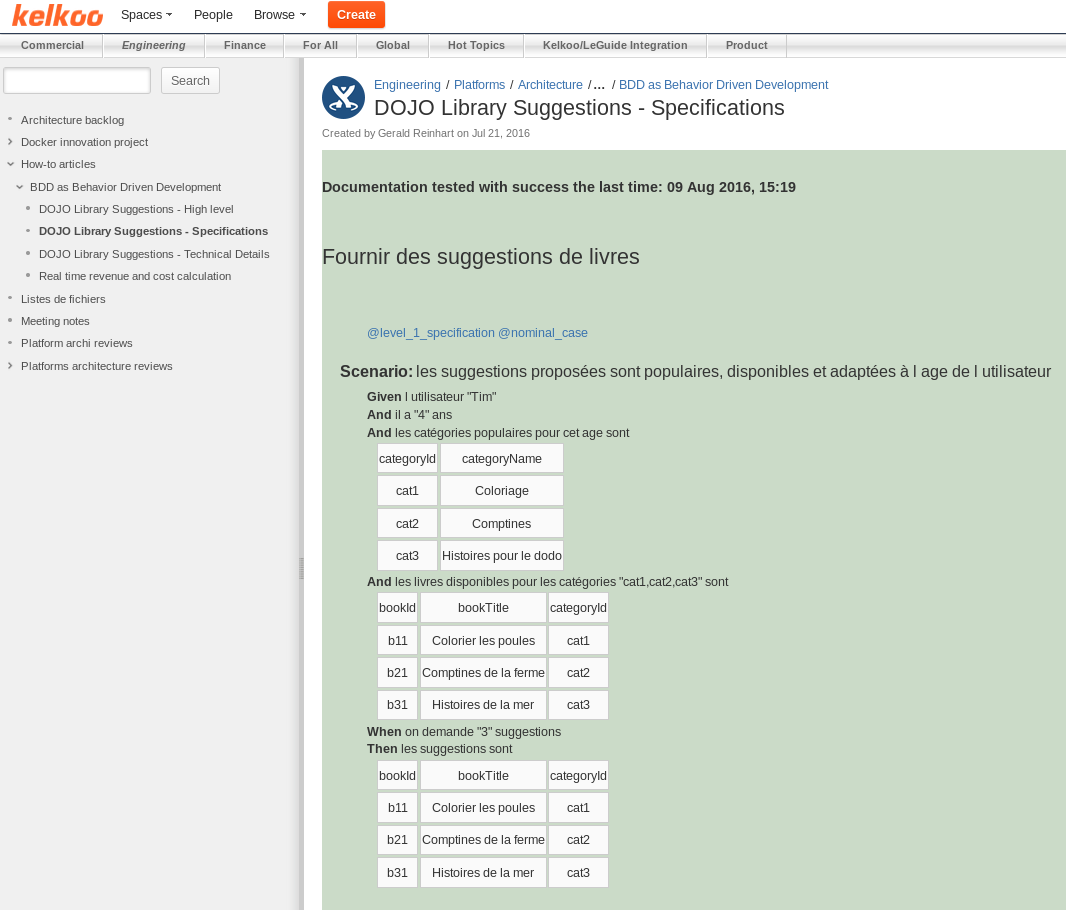 kelkoo Spaces People Browse Create
Commercial Engineering Finance For All Global Hot Topics Kelkoo/LeGuide Integration Product
Search
Architecture backlog
Docker innovation project
How-to articles
BDD as Behavior Driven Development
DOJO Library Suggestions - High level
DOJO Library Suggestions - Specifications
DOJO Library Suggestions - Technical Details
Real time revenue and cost calculation
Listes de fichiers
Meeting notes
Platform archi reviews
Platforms architecture reviews
Engineering / Platforms / Architecture /… / BDD as Behavior Driven Development
DOJO Library Suggestions - Specifications
Created by Gerald Reinhart on Jul 21, 2016
Documentation tested with success the last time: 09 Aug 2016, 15:19
Fournir des suggestions de livres
@level_1_specification @nominal_case
Scenario: les suggestions proposées sont populaires, disponibles et adaptées à l age de l utilisateur
Given l utilisateur "Tim"
And il a "4" ans
And les catégories populaires pour cet age sont
categoryId categoryName
cat1 Coloriage
cat2 Comptines
cat3 Histoires pour le dodo
And les livres disponibles pour les catégories "cat1,cat2,cat3" sont
bookId bookTitle categoryId
b11 Colorier les poules cat1
b21 Comptines de la ferme cat2
b31 Histoires de la mer cat3
When on demande "3" suggestions
Then les suggestions sont
bookId bookTitle categoryId
b11 Colorier les poules cat1
b21 Comptines de la ferme cat2
b31 Histoires de la mer cat3